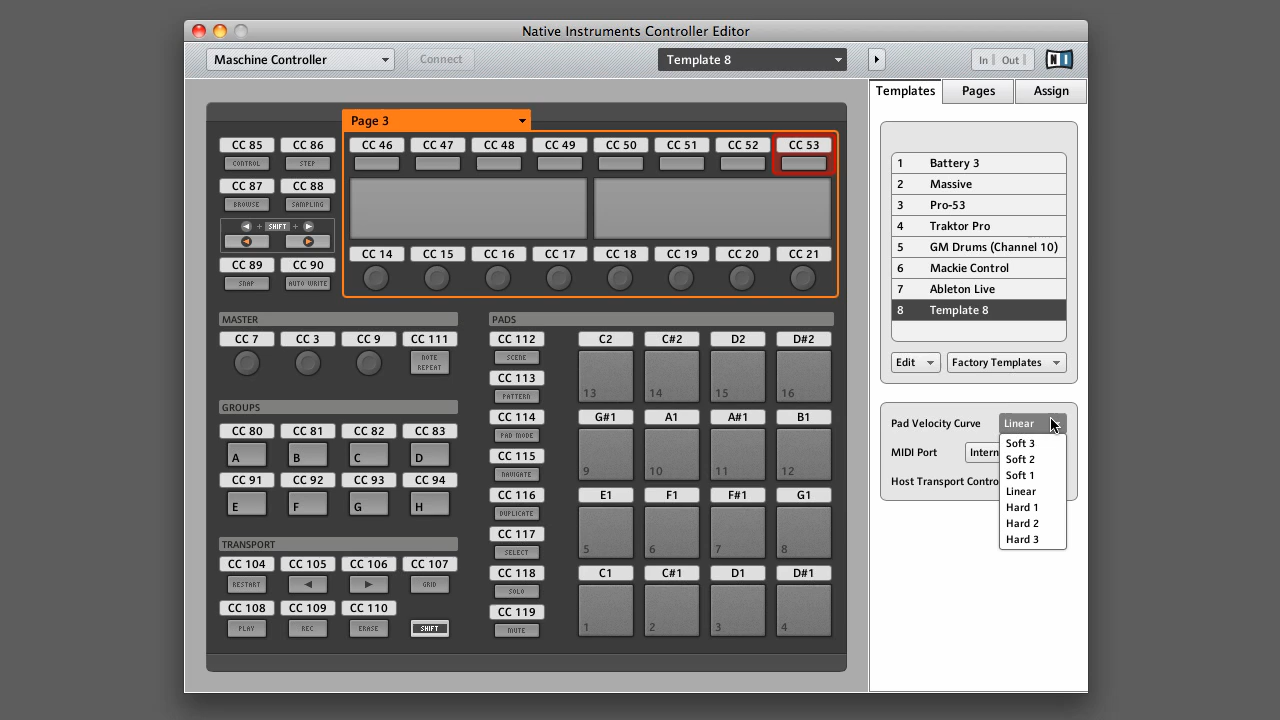 Native Instruments Controller Editor
Maschine Controller
Connect
Template 8
In Out
NI
Templates Pages Assign
Page 3
CC 85 CC 86
CONTROL STEP
CC 87 CC 88
BROWSE SAMPLING
+ SHIFT +
CC 89 CC 90
SNAP AUTO WRITE
CC 46 CC 47 CC 48 CC 49 CC 50 CC 51 CC 52 CC 53
CC 14 CC 15 CC 16 CC 17 CC 18 CC 19 CC 20 CC 21
MASTER
CC 7 CC 3 CC 9 CC 111
NOTE
REPEAT
GROUPS
CC 80 CC 81 CC 82 CC 83
A B C D
CC 91 CC 92 CC 93 CC 94
E F G H
TRANSPORT
CC 104 CC 105 CC 106 CC 107
RESTART GRID
CC 108 CC 109 CC 110
PLAY REC ERASE SHIFT
PADS
CC 112
SCENE
CC 113
PATTERN
CC 114
PAD MODE
CC 115
NAVIGATE
CC 116
DUPLICATE
CC 117
SELECT
CC 118
SOLO
CC 119
MUTE
C2 C#2 D2 D#2
13 14 15 16
G#1 A1 A#1 B1
9 10 11 12
E1 F1 F#1 G1
5 6 7 8
C1 C#1 D1 D#1
1 2 3 4
1 Battery 3
2 Massive
3 Pro-53
4 Traktor Pro
5 GM Drums (Channel 10)
6 Mackie Control
7 Ableton Live
8 Template 8
Edit Factory Templates
Pad Velocity Curve Linear
MIDI Port Intern
Host Transport Contro
Soft 3
Soft 2
Soft 1
Linear
Hard 1
Hard 2
Hard 3